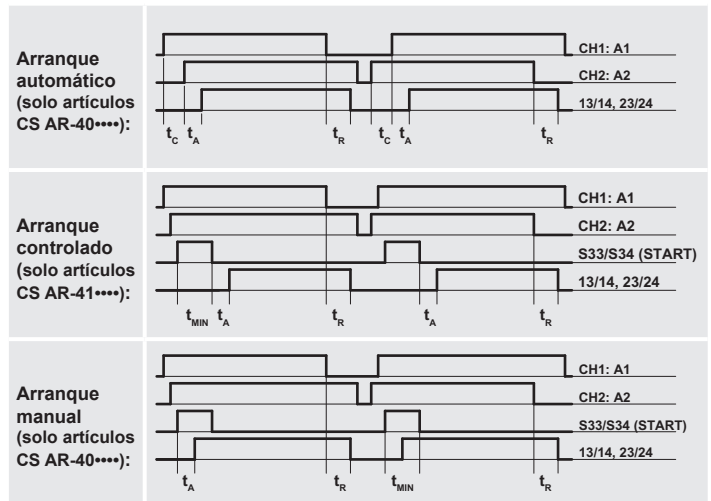 Arranque
automático
(solo artículos
CS AR-40••••):
CH1: A1
CH2: A2
13/14, 23/24
tC tA tR tC tA tR
Arranque
controlado
(solo artículos
CS AR-41••••):
CH1: A1
CH2: A2
S33/S34 (START)
13/14, 23/24
tMIN tA tR tA tR
Arranque
manual
(solo artículos
CS AR-40••••):
CH1: A1
CH2: A2
S33/S34 (START)
13/14, 23/24
tA tR tMIN tR